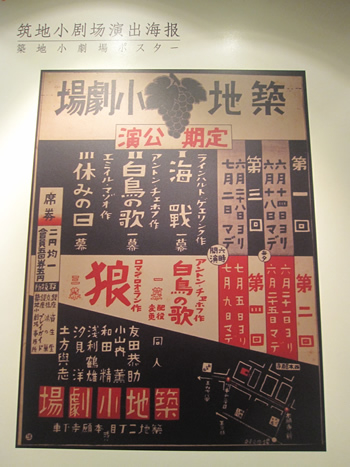 筑地小剧场演出海报
築地小劇場ポスター
築地小劇場
定期公演
第一回
六月十四ヨリ
六月十八日マデ
第三回
六月二十八ヨリ
七月二日マデ
ラインハルト・ゲエリング作
海戰 一幕
アントン・チェホフ作
白鳥の歌 一幕
エミイル・マゾオ作
休みの日 一幕
第二回
六月二十一ヨリ
六月二十五日マデ
第四回
七月五ヨリ
七月九日マデ
アントン・チェホフ作
白鳥の歌 一幕
ロマン・ロオラン作
狼 三幕
席券
二円均一
同人
友田恭助
小山内薫
和田精
浅利鶴雄
汐見洋
土方與志
築地小劇場